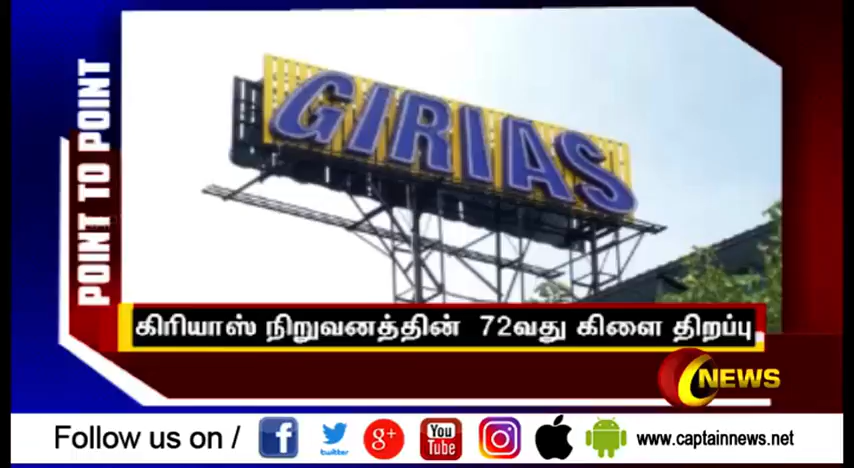 POINT TO POINT
GIRIAS
கிரியாஸ் நிறுவனத்தின் 72வது கிளை திறப்பு
NEWS
Follow us on / f twitter g+ You Tube www.captainnews.net